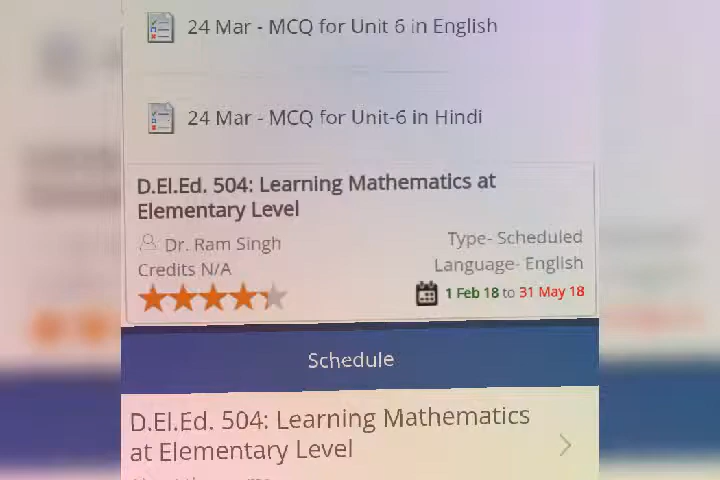 24 Mar - MCQ for Unit 6 in English
24 Mar - MCQ for Unit-6 in Hindi
D.El.Ed. 504: Learning Mathematics at
Elementary Level
Dr. Ram Singh
Type- Scheduled
Credits N/A
Language- English
1 Feb 18 to 31 May 18
Schedule
D.El.Ed. 504: Learning Mathematics
at Elementary Level